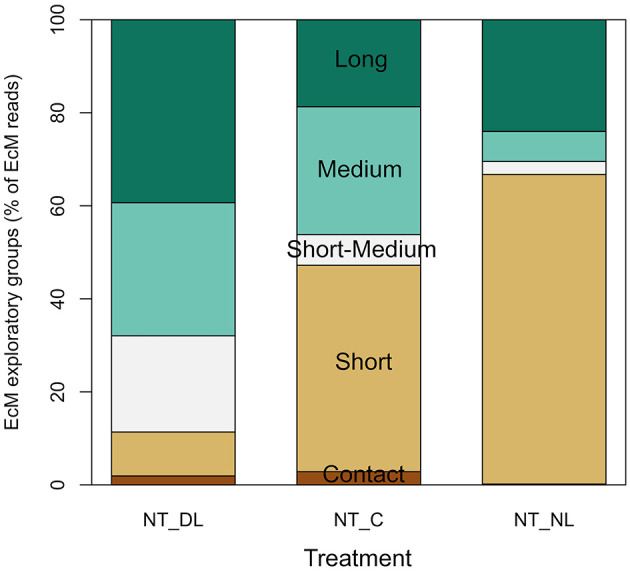 EcM exploratory groups (% of EcM reads)
100
80
60
40
20
0
Long
Medium
Short-Medium
Short
Contact
NT_DL
NT_C
NT_NL
Treatment